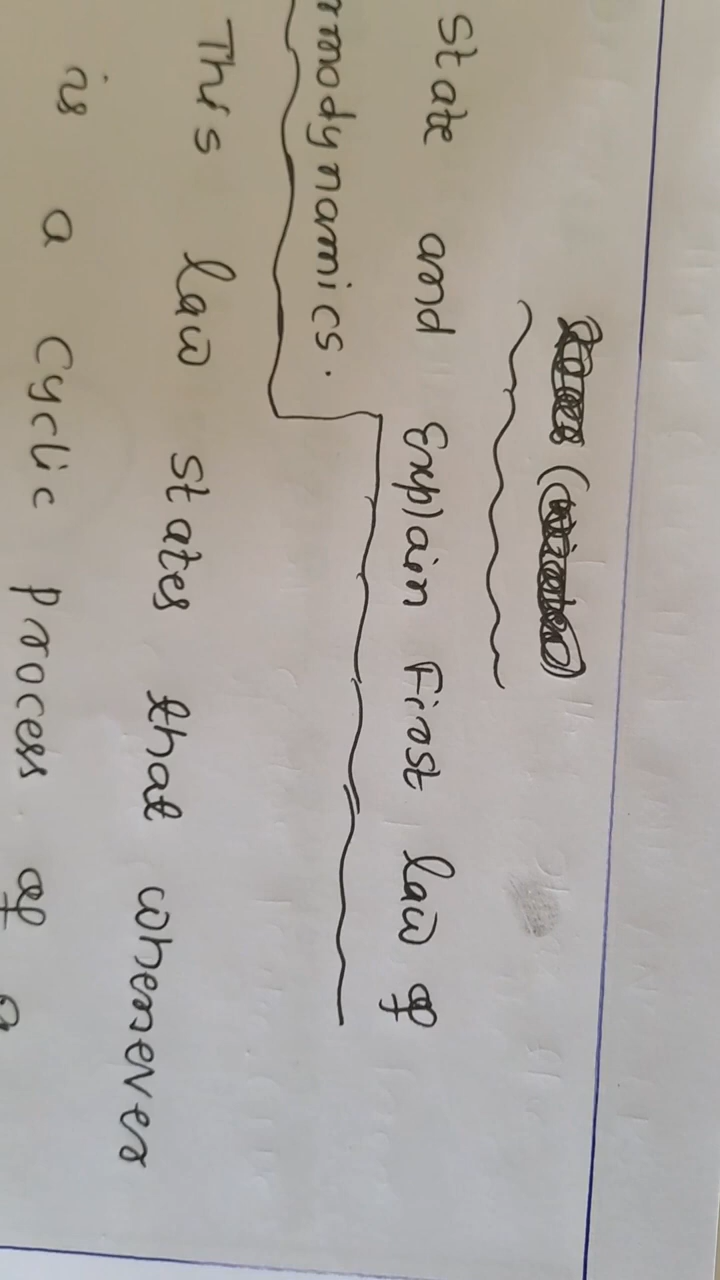 State and Explain First law of
rmodynamics.
This law states that whenever
is a cyclic process of